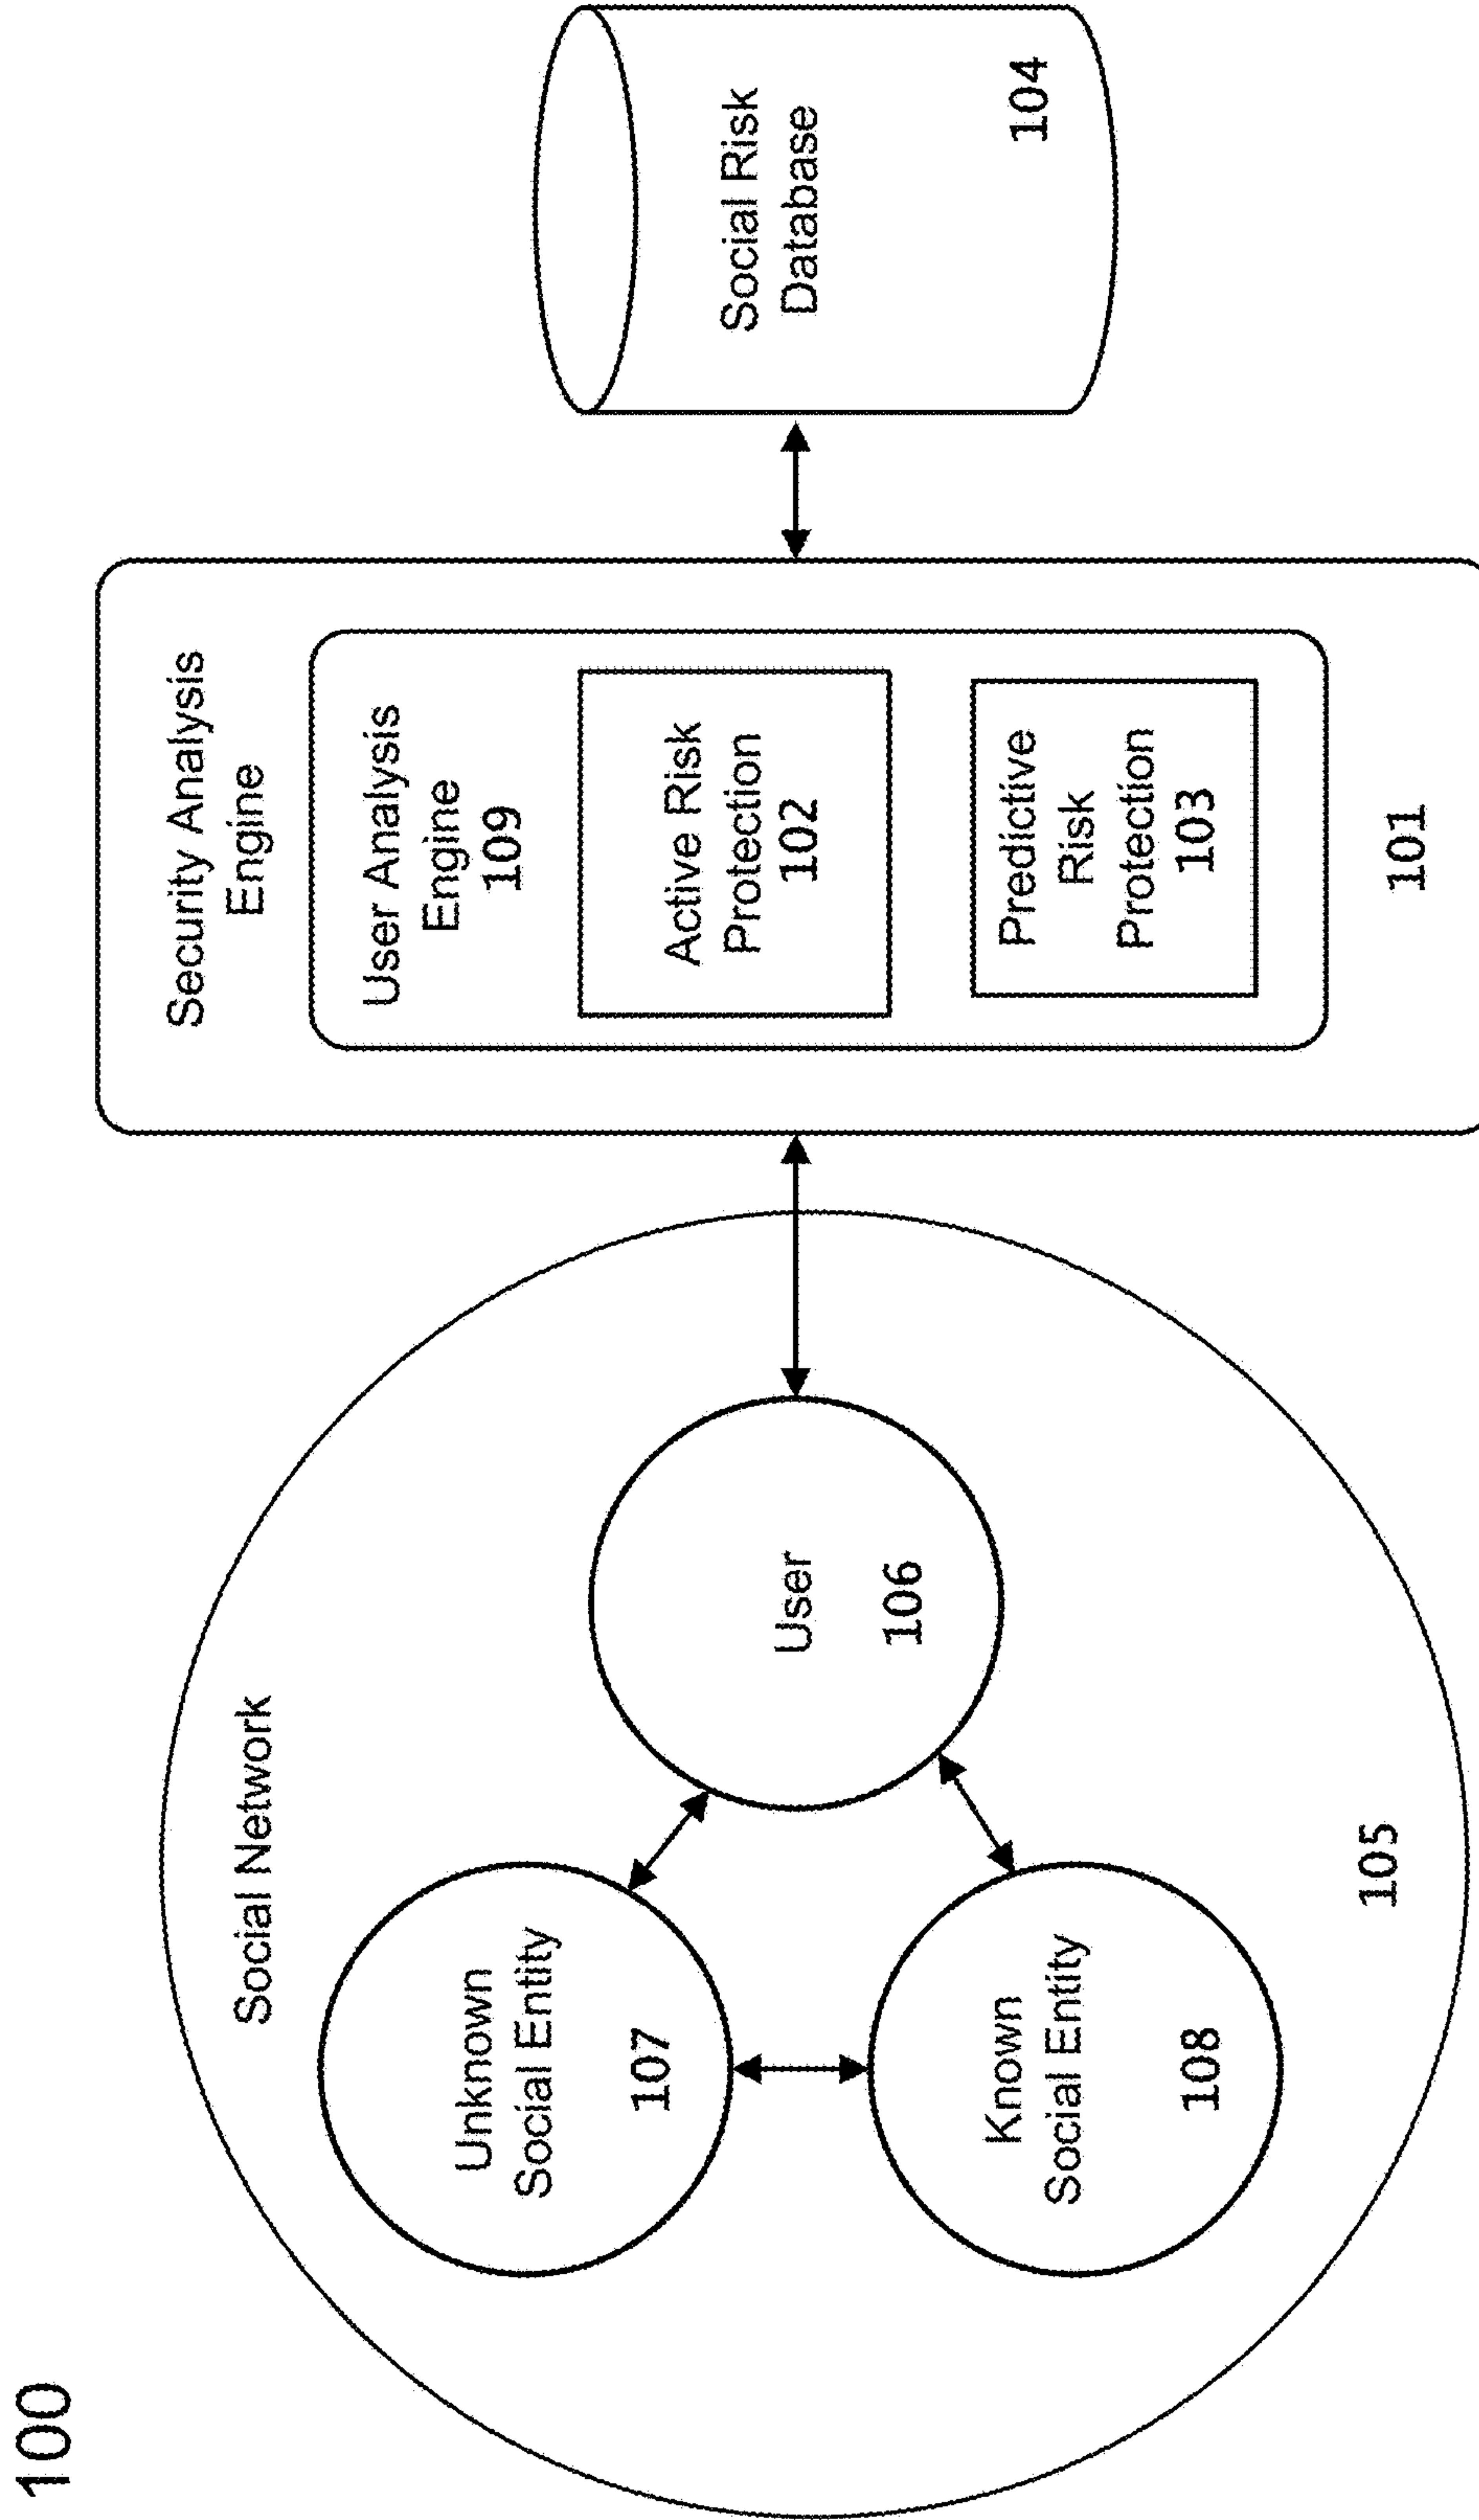 100
Social Network
Unknown
Social Entity
107
Known
Social Entity
108
User
106
105
Security Analysis
Engine
User Analysis
Engine
109
Active Risk
Protection
102
Predictive
Risk
Protection
103
101
Social Risk
Database
104